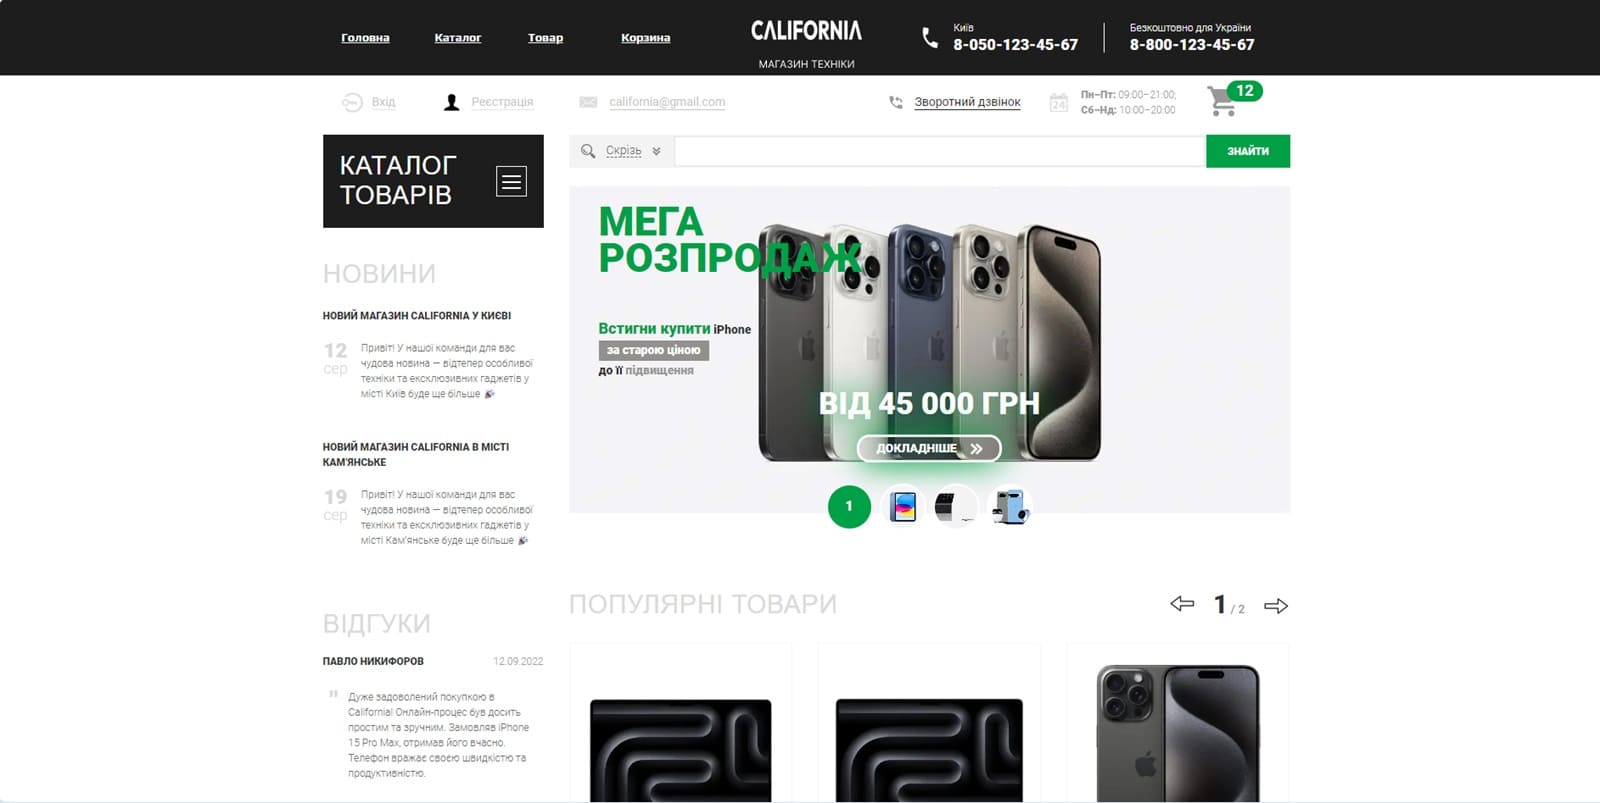 Головна
Каталог
Товар
Корзина
CALIFORNIA
МАГАЗИН ТЕХНІКИ
Київ
8-050-123-45-67
Безкоштовно для України
8-800-123-45-67
Вхід
Реєстрація
california@gmail.com
Зворотний дзвінок
24
Пн–Пт: 09:00–21:00;
Сб–Нд: 10:00–20:00
12
КАТАЛОГ
ТОВАРІВ
Скрізь
ЗНАЙТИ
НОВИНИ
НОВИЙ МАГАЗИН CALIFORNIA У КИЄВІ
12
сер
Привіт! У нашої команди для вас
чудова новина — відтепер особливої
техніки та ексклюзивних гаджетів у
місті Київ буде ще більше 🎉
НОВИЙ МАГАЗИН CALIFORNIA В МІСТІ
КАМ'ЯНСЬКЕ
19
сер
Привіт! У нашої команди для вас
чудова новина — відтепер особливої
техніки та ексклюзивних гаджетів у
місті Кам'янське буде ще більше 🎉
ВІДГУКИ
ПАВЛО НИКИФОРОВ
12.09.2022
" Дуже задоволений покупкою в
California! Онлайн-процес був досить
простим та зручним. Замовляв iPhone
15 Pro Max, отримав його вчасно.
Телефон вражає своєю швидкістю та
продуктивністю.
МЕГА
РОЗПРОДАЖ
Встигни купити iPhone
за старою ціною
до її підвищення
ВІД 45 000 ГРН
ДОКЛАДНІШЕ
1
ПОПУЛЯРНІ ТОВАРИ
1 / 2